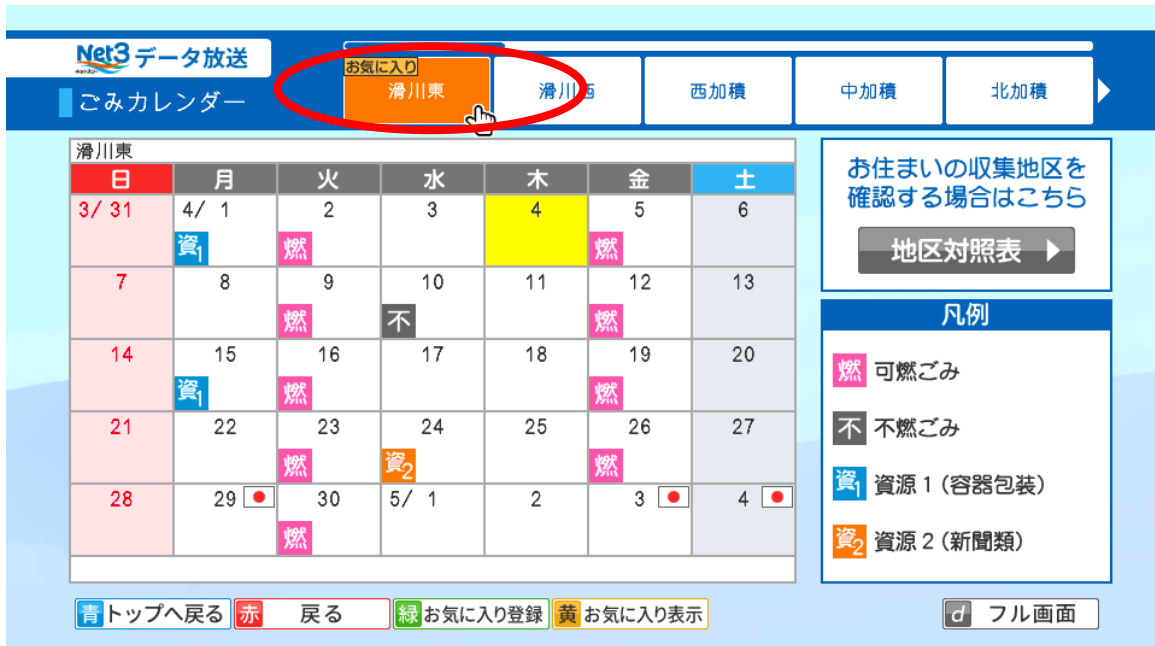 Net3 データ放送
ごみカレンダー
お気に入り
滑川東
滑川西
西加積
中加積
北加積
滑川東
日 月 火 水 木 金 土
3/ 31 4/ 1 2 3 4 5 6
資1 燃 燃
7 8 9 10 11 12 13
燃 不 燃
14 15 16 17 18 19 20
資1 燃 燃
21 22 23 24 25 26 27
燃 資2 燃
28 29 30 5/ 1 2 3 4
燃
お住まいの収集地区を
確認する場合はこちら
地区対照表
凡例
燃 可燃ごみ
不 不燃ごみ
資1 資源1(容器包装)
資2 資源2(新聞類)
青 トップへ戻る 赤 戻る 緑 お気に入り登録 黄 お気に入り表示 d フル画面